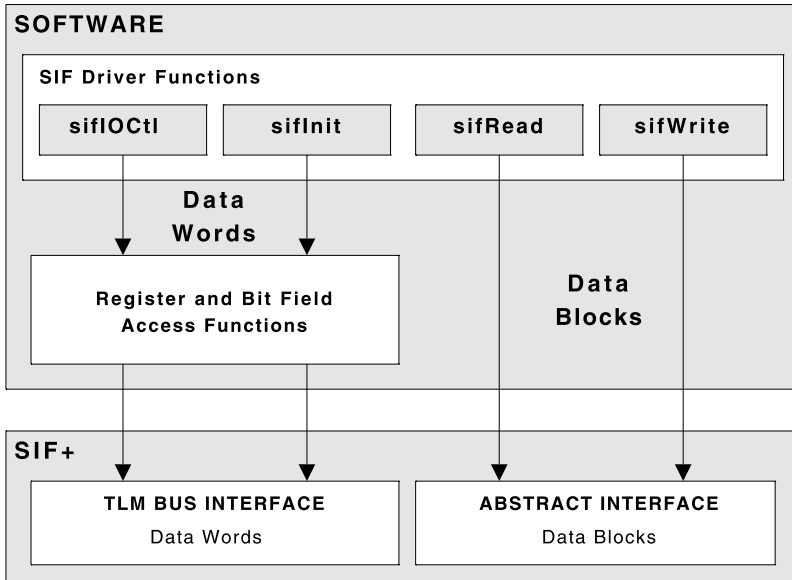 SOFTWARE
SIF Driver Functions
sifIOCtl
sifInit
sifRead
sifWrite
Data
Words
Register and Bit Field
Access Functions
Data
Blocks
SIF+
TLM BUS INTERFACE
Data Words
ABSTRACT INTERFACE
Data Blocks